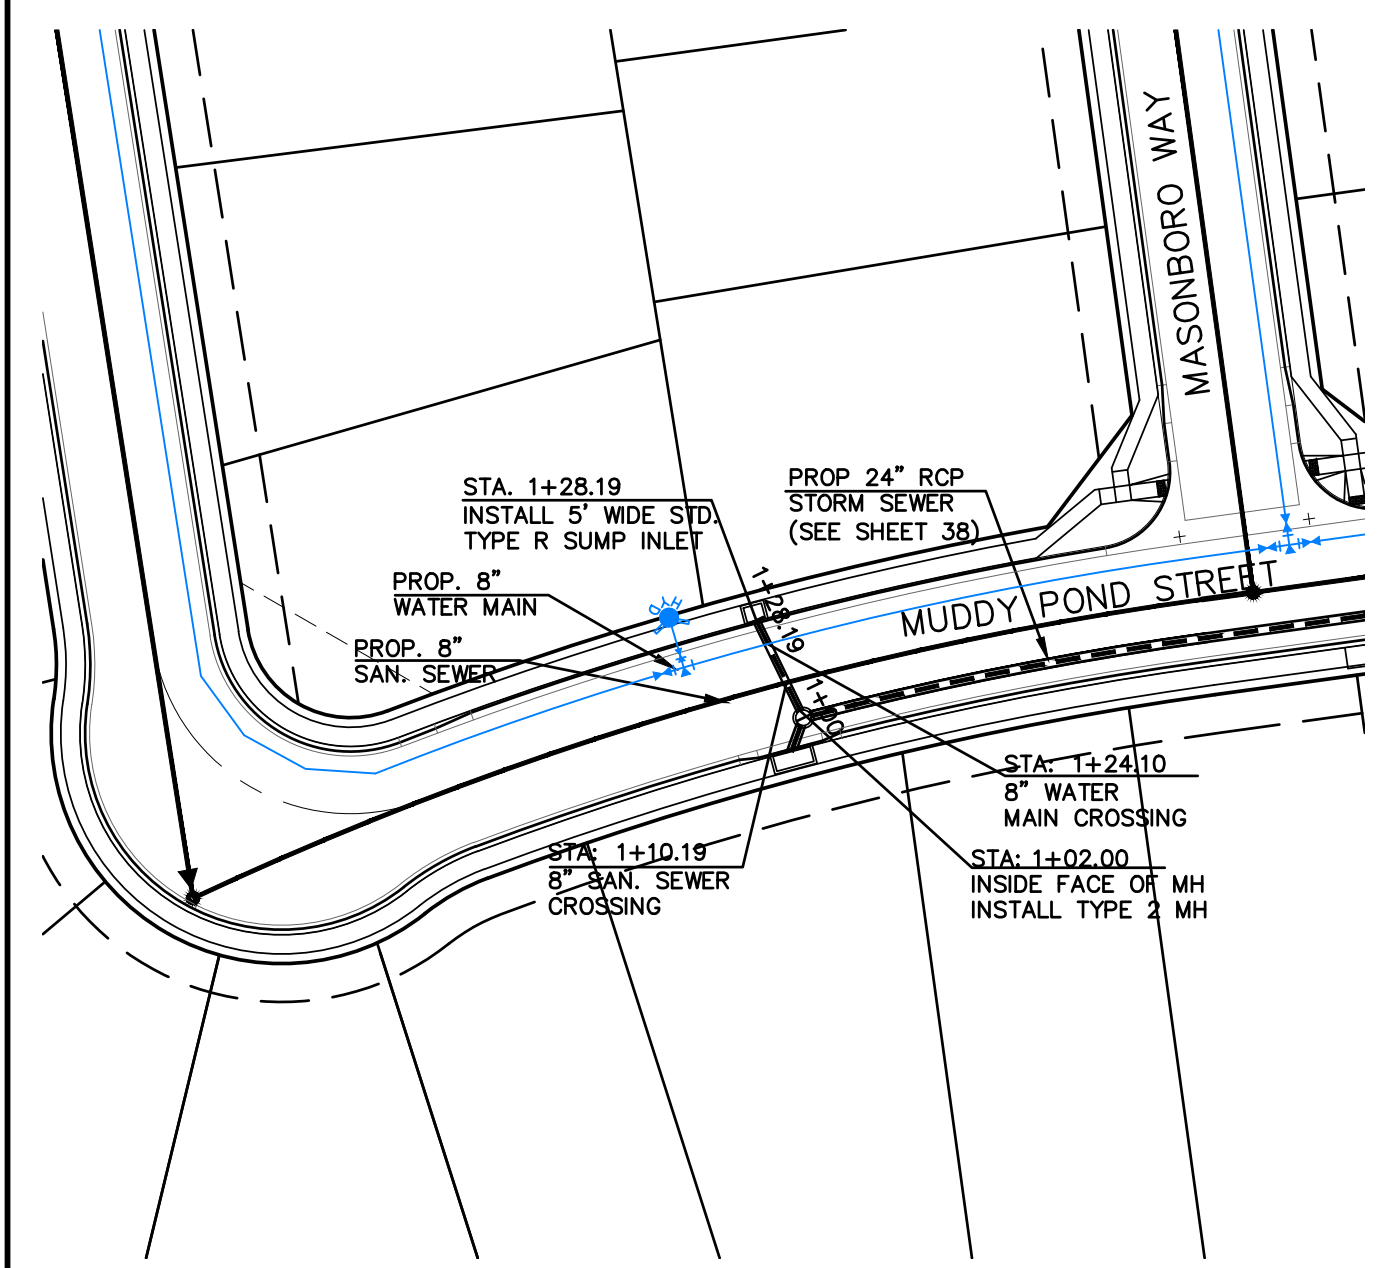 MASONBORO WAY
STA. 1+28.19
INSTALL 5' WIDE STD.
TYPE R SUMP INLET
PROP 24" RCP
STORM SEWER
(SEE SHEET 38)
PROP. 8"
WATER MAIN
HYD
1+28.19
MUDDY POND STREET
PROP. 8"
SAN. SEWER
1+00
STA: 1+24.10
8" WATER
MAIN CROSSING
STA: 1+10.19
8" SAN. SEWER
CROSSING
STA: 1+02.00
INSIDE FACE OF MH
INSTALL TYPE 2 MH